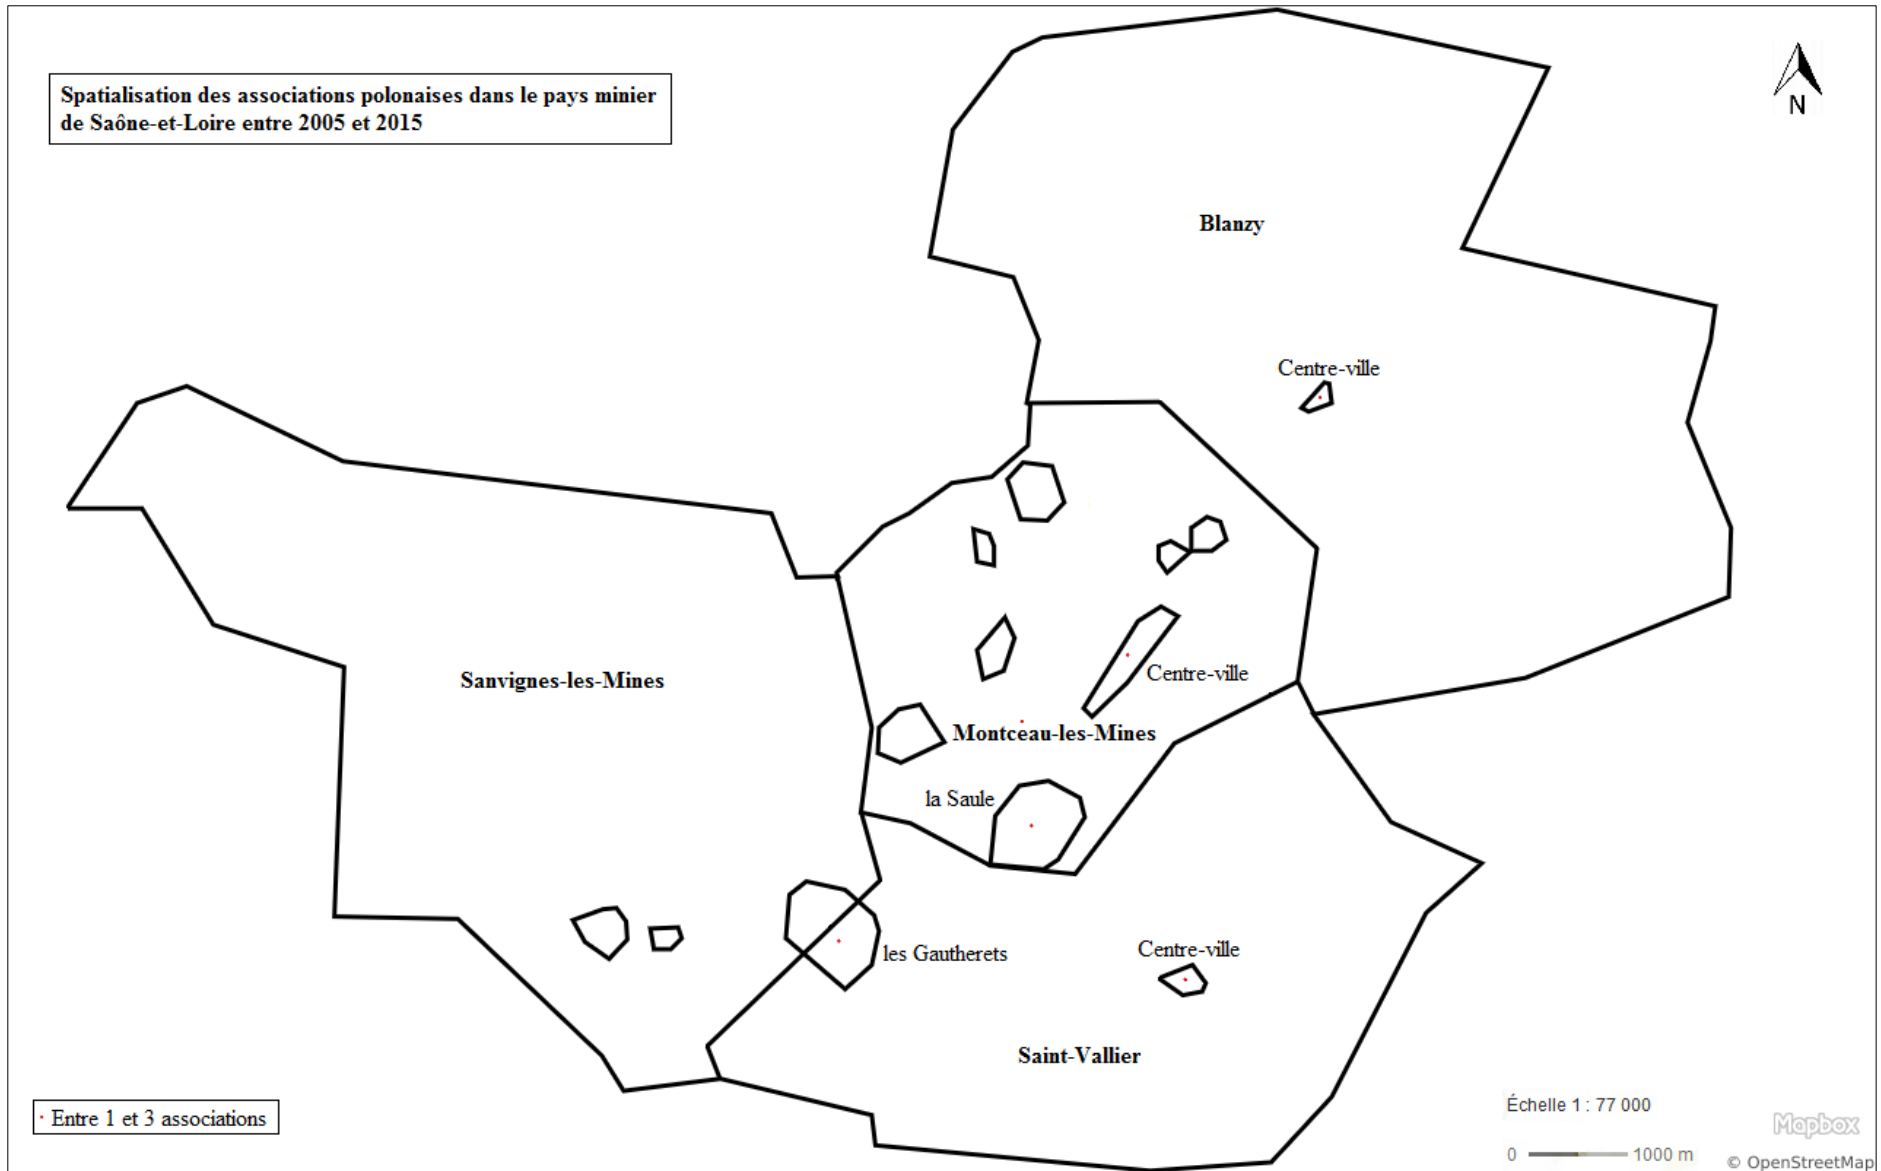 Spatialisation des associations polonaises dans le pays minier
de Saône-et-Loire entre 2005 et 2015
N
Blanzy
Centre-ville
Sanvignes-les-Mines
Centre-ville
Montceau-les-Mines
la Saule
les Gautherets
Centre-ville
Saint-Vallier
Entre 1 et 3 associations
Échelle 1 : 77 000
0 1000 m
Mapbox
© OpenStreetMap